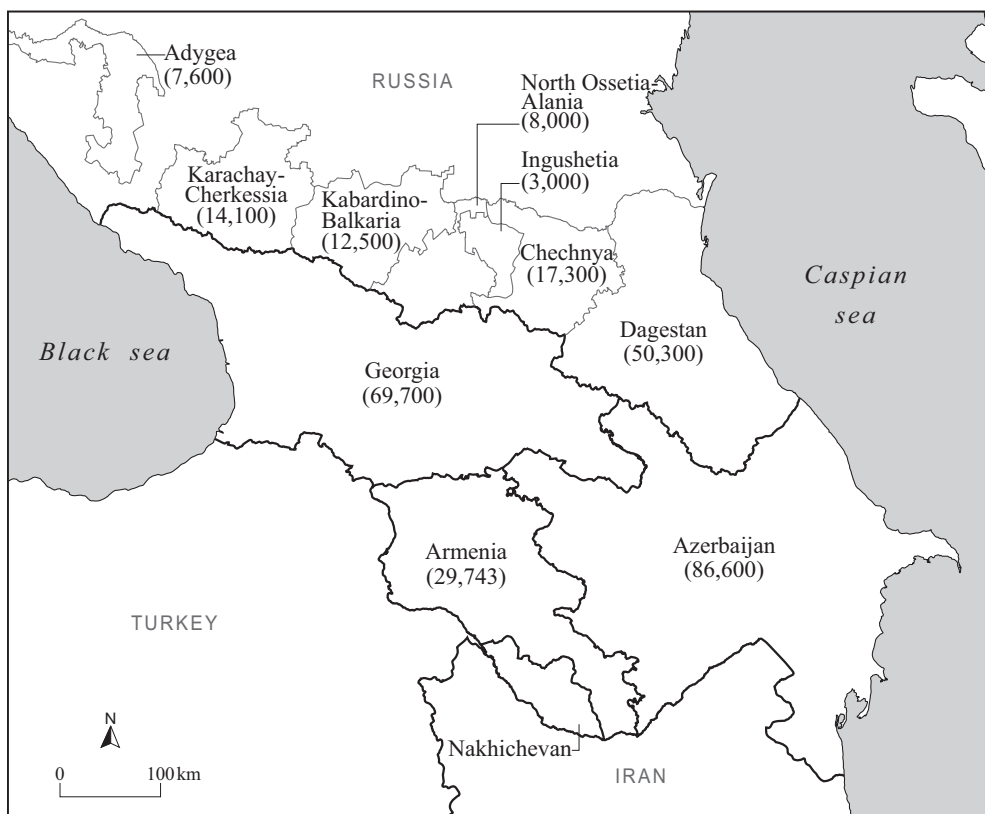 Adygea
(7,600)
RUSSIA
North Ossetia-
Alania
(8,000)
Ingushetia
(3,000)
Karachay-
Cherkessia
(14,100)
Kabardino-
Balkaria
(12,500)
Chechnya
(17,300)
Caspian
sea
Dagestan
(50,300)
Black sea
Georgia
(69,700)
Armenia
(29,743)
Azerbaijan
(86,600)
TURKEY
Nakhichevan
IRAN
N
0 100 km